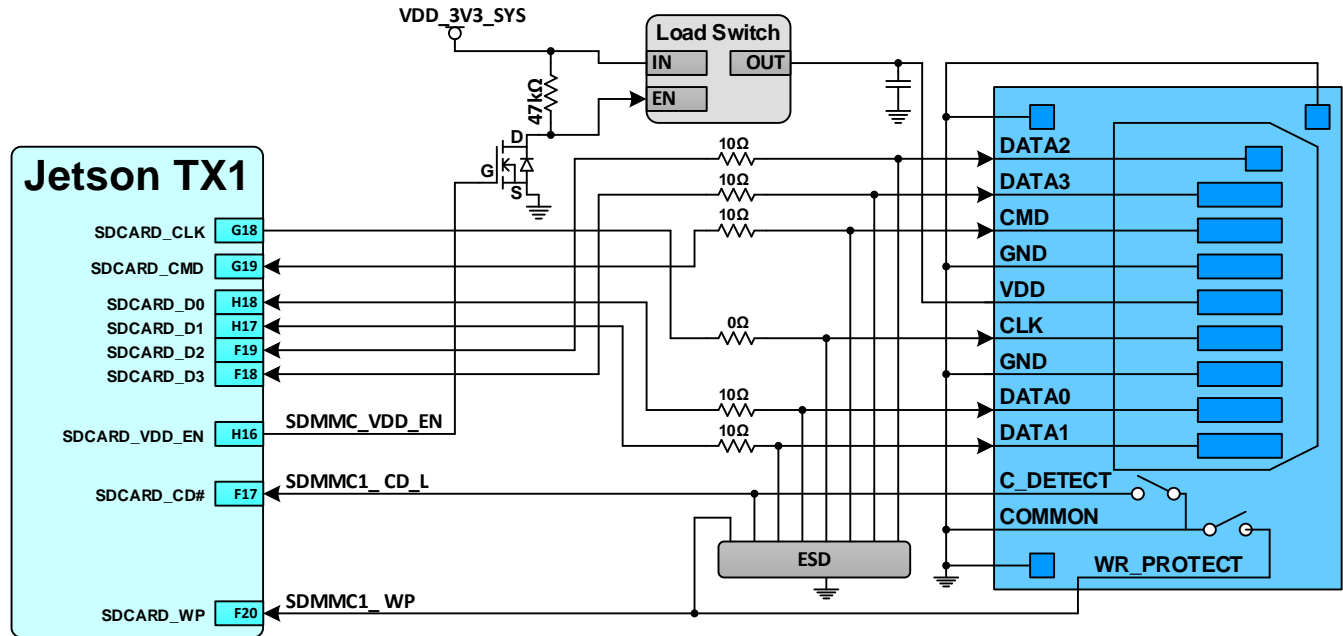 VDD_3V3_SYS
Load Switch
IN
OUT
EN
47kΩ
D
G
S
Jetson TX1
SDCARD_CLK G18
SDCARD_CMD G19
SDCARD_D0 H18
SDCARD_D1 H17
SDCARD_D2 F19
SDCARD_D3 F18
SDCARD_VDD_EN H16 SDMMC_VDD_EN
SDCARD_CD# F17 SDMMC1_ CD_L
SDCARD_WP F20 SDMMC1_ WP
10Ω
10Ω
10Ω
0Ω
10Ω
10Ω
ESD
DATA2
DATA3
CMD
GND
VDD
CLK
GND
DATA0
DATA1
C_DETECT
COMMON
WR_PROTECT